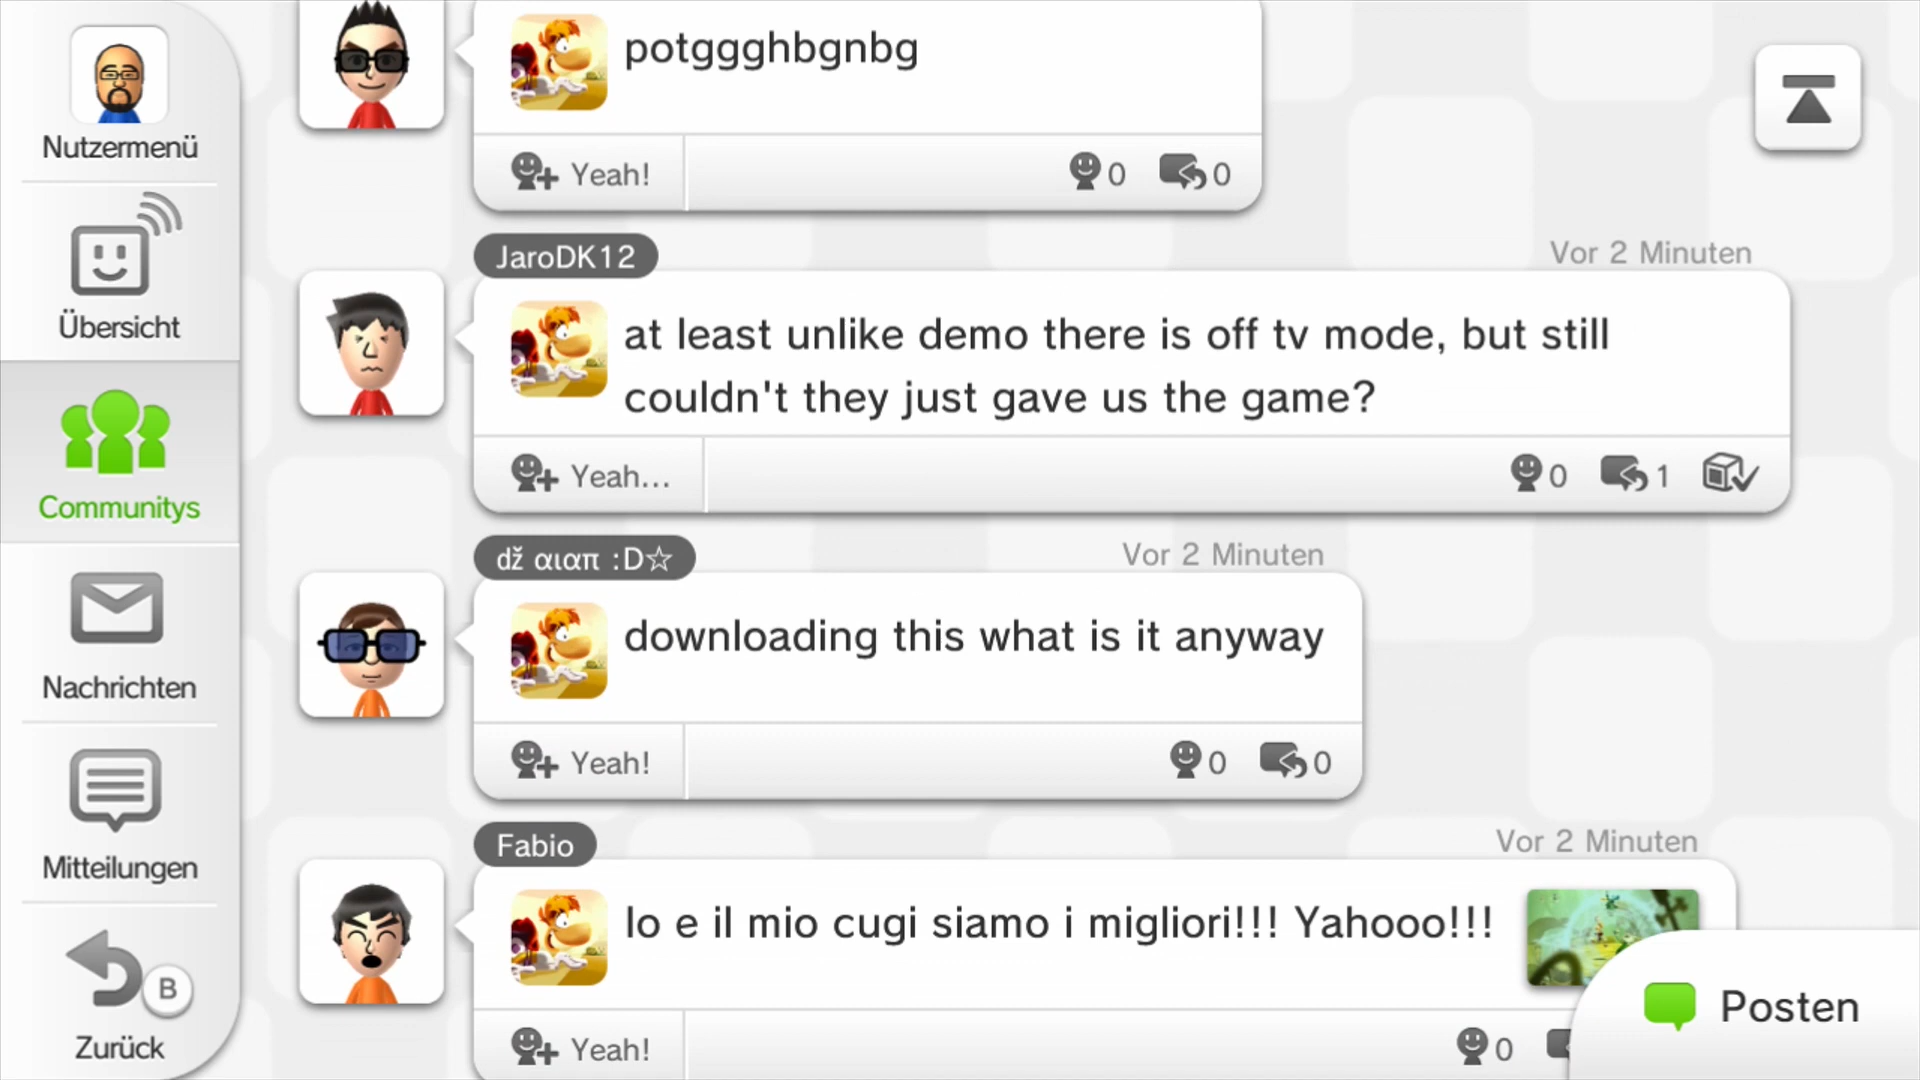 Nutzermenü
Übersicht
Communitys
Nachrichten
Mitteilungen
B
Zurück
potggghbgnbg
Yeah!
0
0
JaroDK12
Vor 2 Minuten
at least unlike demo there is off tv mode, but still
couldn't they just gave us the game?
Yeah...
0
1
dž αιαπ :D☆
Vor 2 Minuten
downloading this what is it anyway
Yeah!
0
0
Fabio
Vor 2 Minuten
Io e il mio cugi siamo i migliori!!! Yahooo!!!
Yeah!
0
Posten